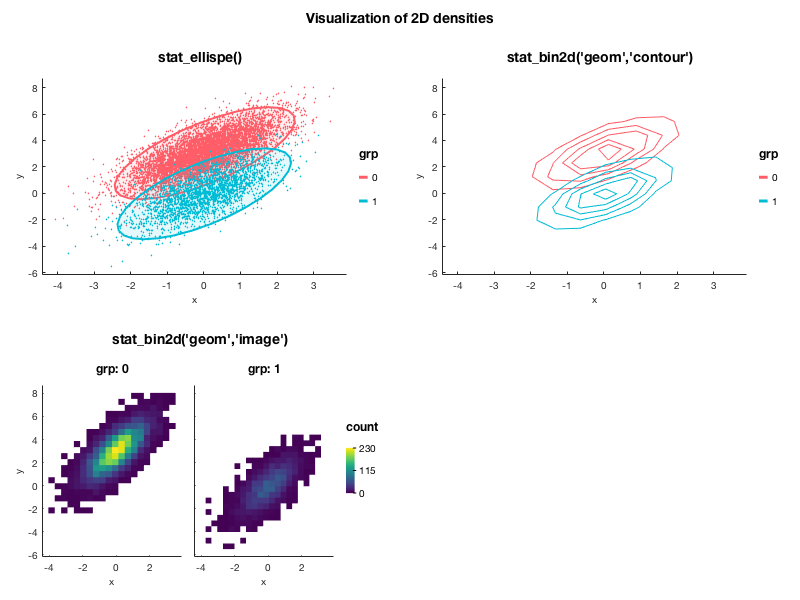 Visualization of 2D densities
stat_ellispe()
stat_bin2d('geom','contour')
8
6
4
2
0
-2
-4
-6
y
-4 -3 -2 -1 0 1 2 3
x
grp
0
1
8
6
4
2
0
-2
-4
-6
y
-4 -3 -2 -1 0 1 2 3
x
grp
0
1
stat_bin2d('geom','image')
grp: 0
grp: 1
8
6
4
2
0
-2
-4
-6
y
-4 -2 0 2
x
-4 -2 0 2
x
count
230
115
0